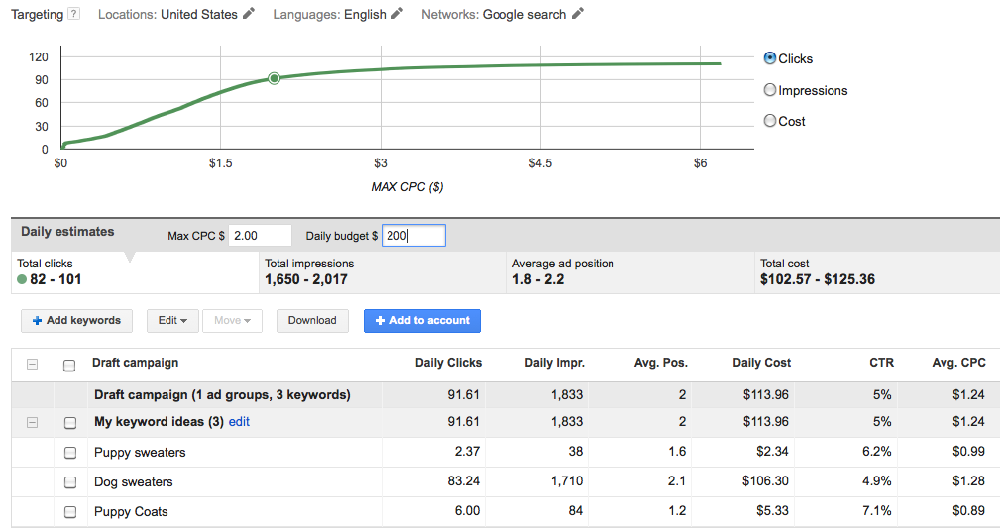 Targeting ? Locations: United States Languages: English Networks: Google search
120
90
60
30
0
$0 $1.5 $3 $4.5 $6
MAX CPC ($)
Clicks
Impressions
Cost
Daily estimates Max CPC $ 2.00 Daily budget $ 200
Total clicks Total impressions Average ad position Total cost
82 - 101 1,650 - 2,017 1.8 - 2.2 $102.57 - $125.36
+ Add keywords Edit Move Download + Add to account
Draft campaign Daily Clicks Daily Impr. Avg. Pos. Daily Cost CTR Avg. CPC
Draft campaign (1 ad groups, 3 keywords) 91.61 1,833 2 $113.96 5% $1.24
My keyword ideas (3) edit 91.61 1,833 2 $113.96 5% $1.24
Puppy sweaters 2.37 38 1.6 $2.34 6.2% $0.99
Dog sweaters 83.24 1,710 2.1 $106.30 4.9% $1.28
Puppy Coats 6.00 84 1.2 $5.33 7.1% $0.89